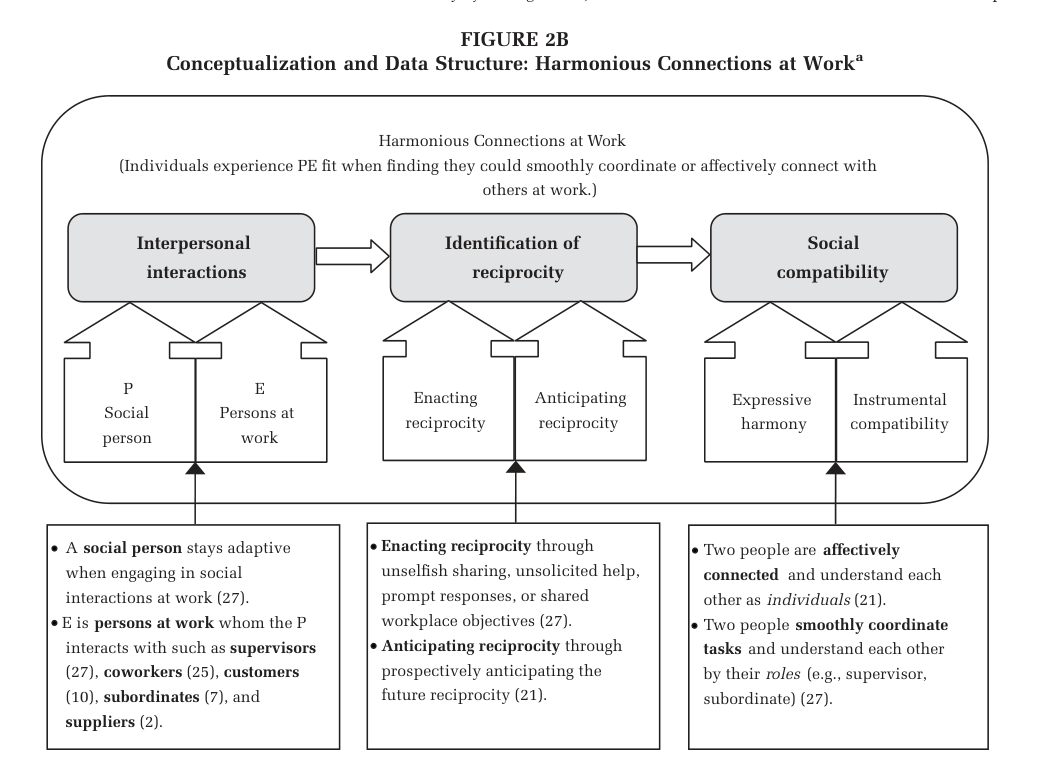 FIGURE 2B
Conceptualization and Data Structure: Harmonious Connections at Workᵃ
Harmonious Connections at Work
(Individuals experience PE fit when finding they could smoothly coordinate or affectively connect with
others at work.)
Interpersonal
interactions
Identification of
reciprocity
Social
compatibility
P
Social
person
E
Persons at
work
Enacting
reciprocity
Anticipating
reciprocity
Expressive
harmony
Instrumental
compatibility
• A social person stays adaptive
when engaging in social
interactions at work (27).
• E is persons at work whom the P
interacts with such as supervisors
(27), coworkers (25), customers
(10), subordinates (7), and
suppliers (2).
• Enacting reciprocity through
unselfish sharing, unsolicited help,
prompt responses, or shared
workplace objectives (27).
• Anticipating reciprocity through
prospectively anticipating the
future reciprocity (21).
• Two people are affectively
connected and understand each
other as individuals (21).
• Two people smoothly coordinate
tasks and understand each other
by their roles (e.g., supervisor,
subordinate) (27).